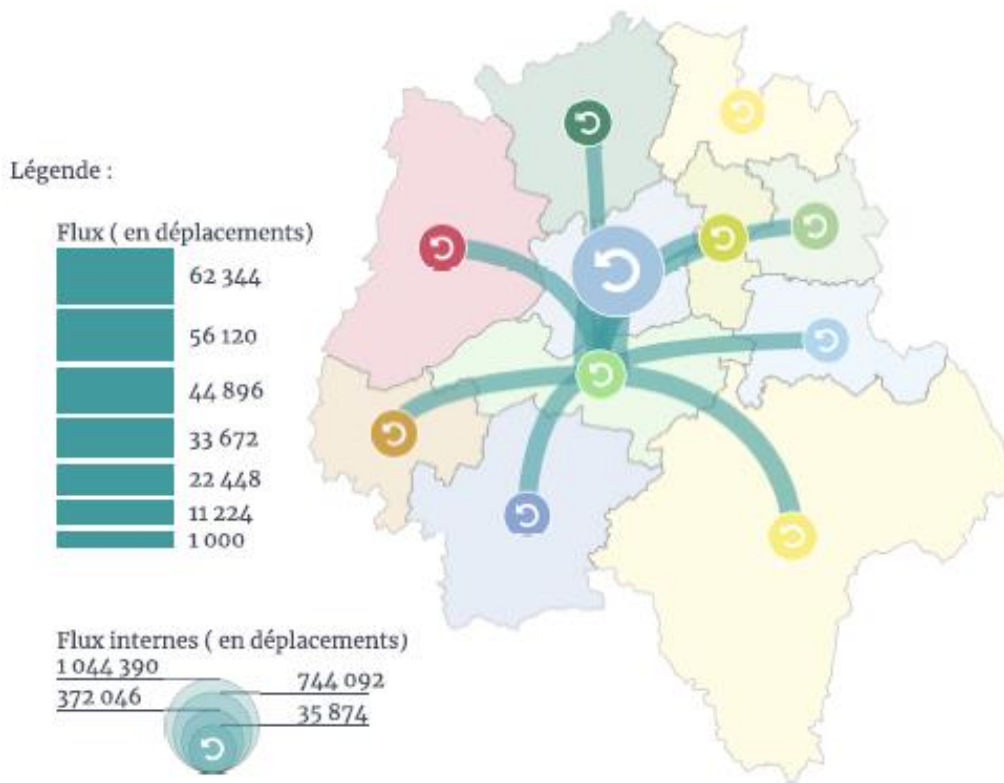 Légende :
Flux ( en déplacements)
62 344
56 120
44 896
33 672
22 448
11 224
1 000
Flux internes ( en déplacements)
1 044 390
744 092
372 046
35 874